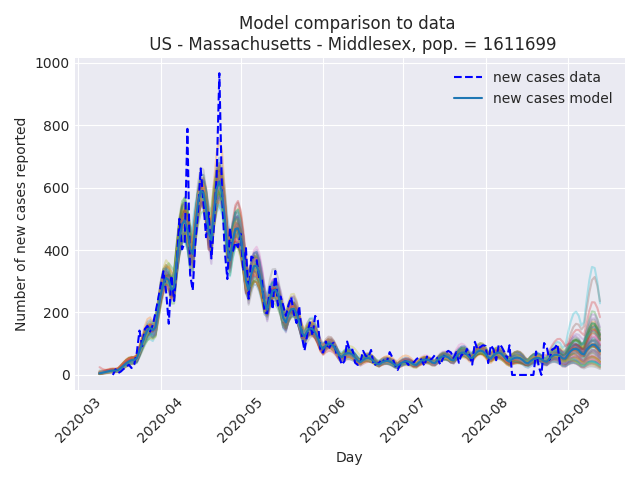 Model comparison to data
US - Massachusetts - Middlesex, pop. = 1611699
Number of new cases reported
1000
800
600
400
200
0
new cases data
new cases model
2020-03
2020-04
2020-05
2020-06
2020-07
2020-08
2020-09
Day